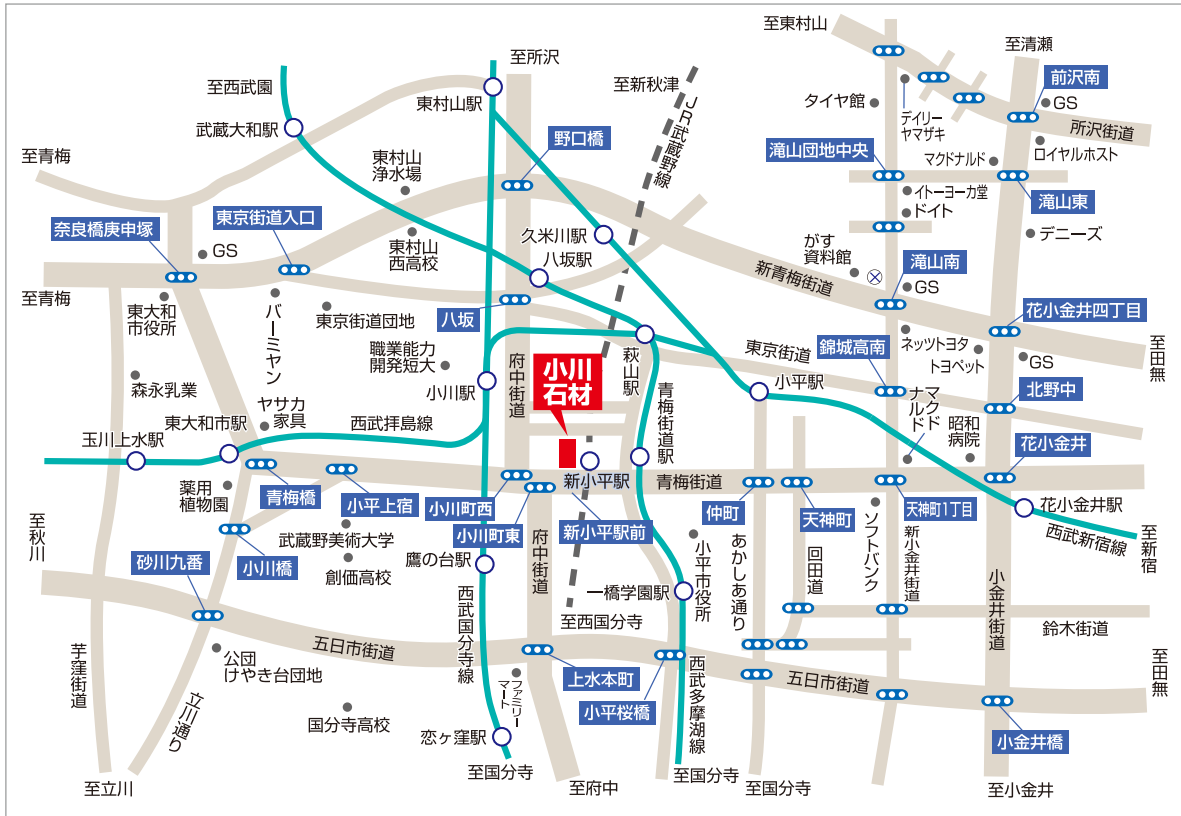 至東村山
至清瀬
至所沢
至西武園
至新秋津
東村山駅
武蔵大和駅
JR武蔵野線
タイヤ館
デイリー
ヤマザキ
前沢南
GS
所沢街道
ロイヤルホスト
マクドナルド
滝山団地中央
滝山東
イトーヨーカ堂
ドイト
デニーズ
野口橋
至青梅
東村山
浄水場
東京街道入口
奈良橋庚申塚
GS
東村山
西高校
久米川駅
八坂駅
がす
資料館
滝山南
GS
新青梅街道
至青梅
東大和
市役所
バーミヤン
東京街道団地
八坂
花小金井四丁目
ネッツトヨタ
トヨペット
GS
至田無
東京街道
錦城高南
職業能力
開発短大
府中街道
小川
石材
萩山駅
小平駅
北野中
森永乳業
小川駅
青梅街道駅
マクド
ナルド
昭和
病院
ヤサカ
家具
東大和市駅
西武拝島線
玉川上水駅
花小金井
新小平駅
青梅街道
青梅橋
小平上宿
小川町西
小川町東
新小平駅前
仲町
天神町
天神町1丁目
花小金井駅
薬用
植物園
至秋川
武蔵野美術大学
小川橋
創価高校
砂川九番
鷹の台駅
府中街道
小平市役所
あかしあ通り
回田道
ソフトバンク
新小金井街道
西武新宿線
至新宿
一橋学園駅
小金井街道
西武国分寺線
至西国分寺
鈴木街道
五日市街道
芋窪街道
公団
けやき台団地
立川通り
上水本町
小平桜橋
西武多摩湖線
五日市街道
至田無
ファミリー
マート
国分寺高校
恋ヶ窪駅
小金井橋
至立川
至国分寺
至府中
至国分寺
至国分寺
至小金井